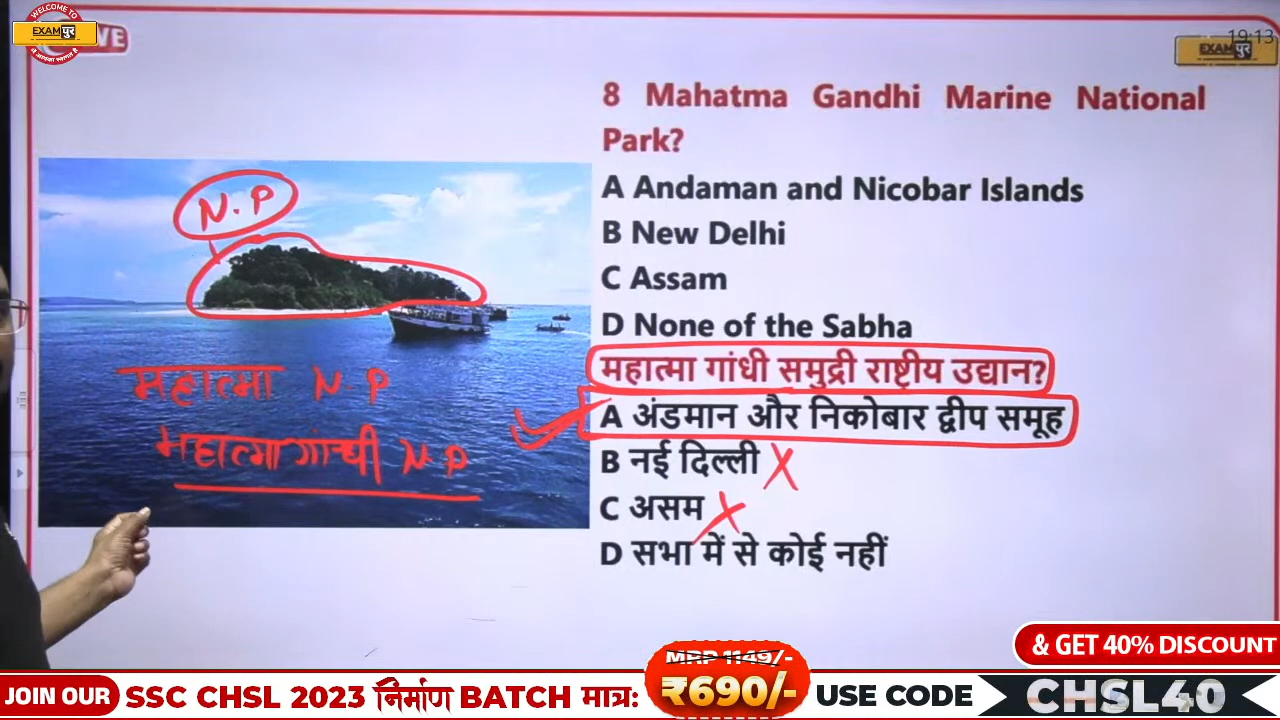 WELCOME TO
EXAMपुर
VE
19:13
EXAMपुर
8 Mahatma Gandhi Marine National
Park?
A Andaman and Nicobar Islands
B New Delhi
C Assam
D None of the Sabha
महात्मा गांधी समुद्री राष्टीय उद्यान?
A अंडमान और निकोबार द्वीप समूह
B नई दिल्ली
C असम
D सभा में से कोई नहीं
N.P
महात्मा N.P
महात्मा गांधी N.P
& GET 40% DISCOUNT
JOIN OUR SSC CHSL 2023 निर्माण BATCH मात्र: MRP 1149/- ₹690/- USE CODE CHSL40